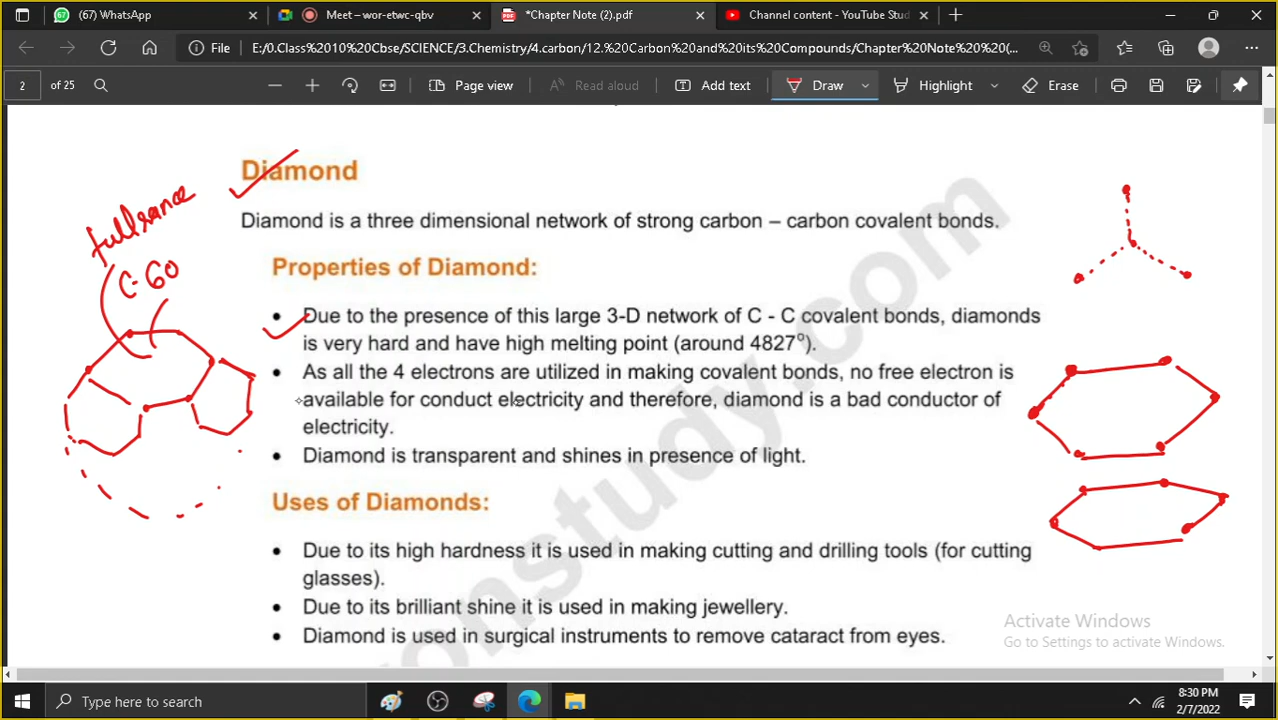 (67) WhatsApp
Meet – wor-etwc-qbv
*Chapter Note (2).pdf
Channel content - YouTube Stud
File
E:/0.Class%2010%20Cbse/SCIENCE/3.Chemistry/4.carbon/12.%20Carbon%20and%20its%20Compounds/Chapter%20Note%20%20(...
2 of 25
Page view
Read aloud
Add text
Draw
Highlight
Erase
Diamond
Diamond is a three dimensional network of strong carbon – carbon covalent bonds.
Properties of Diamond:
• Due to the presence of this large 3-D network of C - C covalent bonds, diamonds
is very hard and have high melting point (around 4827°).
• As all the 4 electrons are utilized in making covalent bonds, no free electron is
available for conduct electricity and therefore, diamond is a bad conductor of
electricity.
• Diamond is transparent and shines in presence of light.
Uses of Diamonds:
• Due to its high hardness it is used in making cutting and drilling tools (for cutting
glasses).
• Due to its brilliant shine it is used in making jewellery.
• Diamond is used in surgical instruments to remove cataract from eyes.
C-60
onstudy.com
Activate Windows
Go to Settings to activate Windows.
Type here to search
67
8:30 PM
2/7/2022